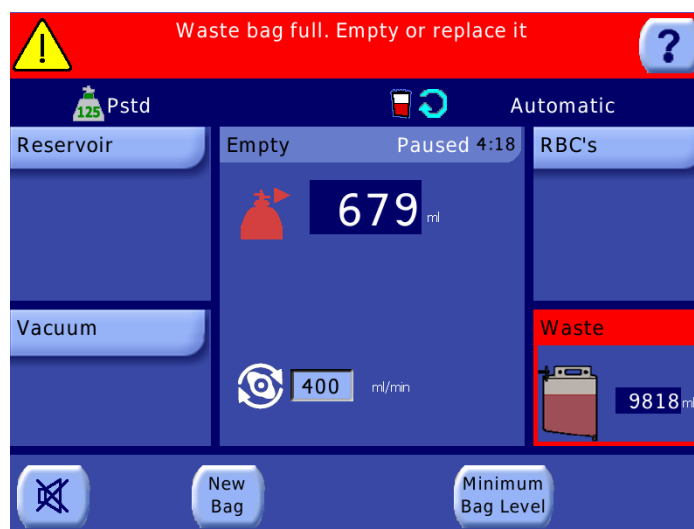 Waste bag full. Empty or replace it
?
125 Pstd
Automatic
Reservoir
Empty
Paused 4:18
RBC's
679 ml
Vacuum
Waste
400 ml/min
9818 ml
New
Bag
Minimum
Bag Level